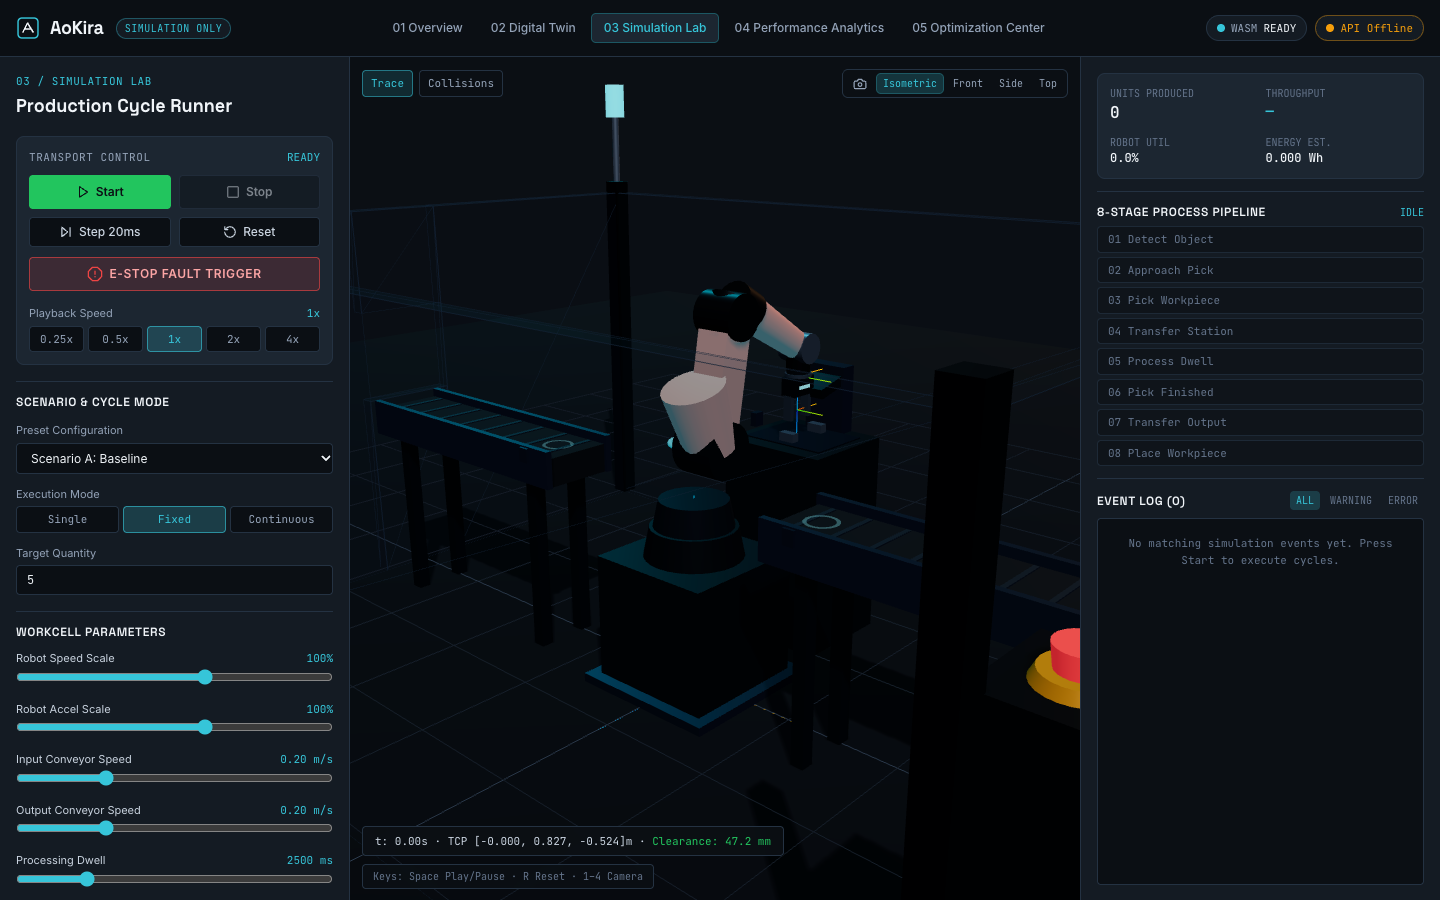 AoKira
SIMULATION ONLY
01 Overview
02 Digital Twin
03 Simulation Lab
04 Performance Analytics
05 Optimization Center
WASM READY
API Offline
03 / SIMULATION LAB
Production Cycle Runner
TRANSPORT CONTROL
READY
Start
Stop
Step 20ms
Reset
E-STOP FAULT TRIGGER
Playback Speed
1x
0.25x
0.5x
1x
2x
4x
SCENARIO & CYCLE MODE
Preset Configuration
Scenario A: Baseline
Execution Mode
Single
Fixed
Continuous
Target Quantity
5
WORKCELL PARAMETERS
Robot Speed Scale
100%
Robot Accel Scale
100%
Input Conveyor Speed
0.20 m/s
Output Conveyor Speed
0.20 m/s
Processing Dwell
2500 ms
Trace
Collisions
Isometric
Front
Side
Top
t: 0.00s · TCP [-0.000, 0.827, -0.524]m · Clearance: 47.2 mm
Keys: Space Play/Pause · R Reset · 1-4 Camera
UNITS PRODUCED
0
THROUGHPUT
—
ROBOT UTIL
0.0%
ENERGY EST.
0.000 Wh
8-STAGE PROCESS PIPELINE
IDLE
01 Detect Object
02 Approach Pick
03 Pick Workpiece
04 Transfer Station
05 Process Dwell
06 Pick Finished
07 Transfer Output
08 Place Workpiece
EVENT LOG (0)
ALL
WARNING
ERROR
No matching simulation events yet. Press
Start to execute cycles.